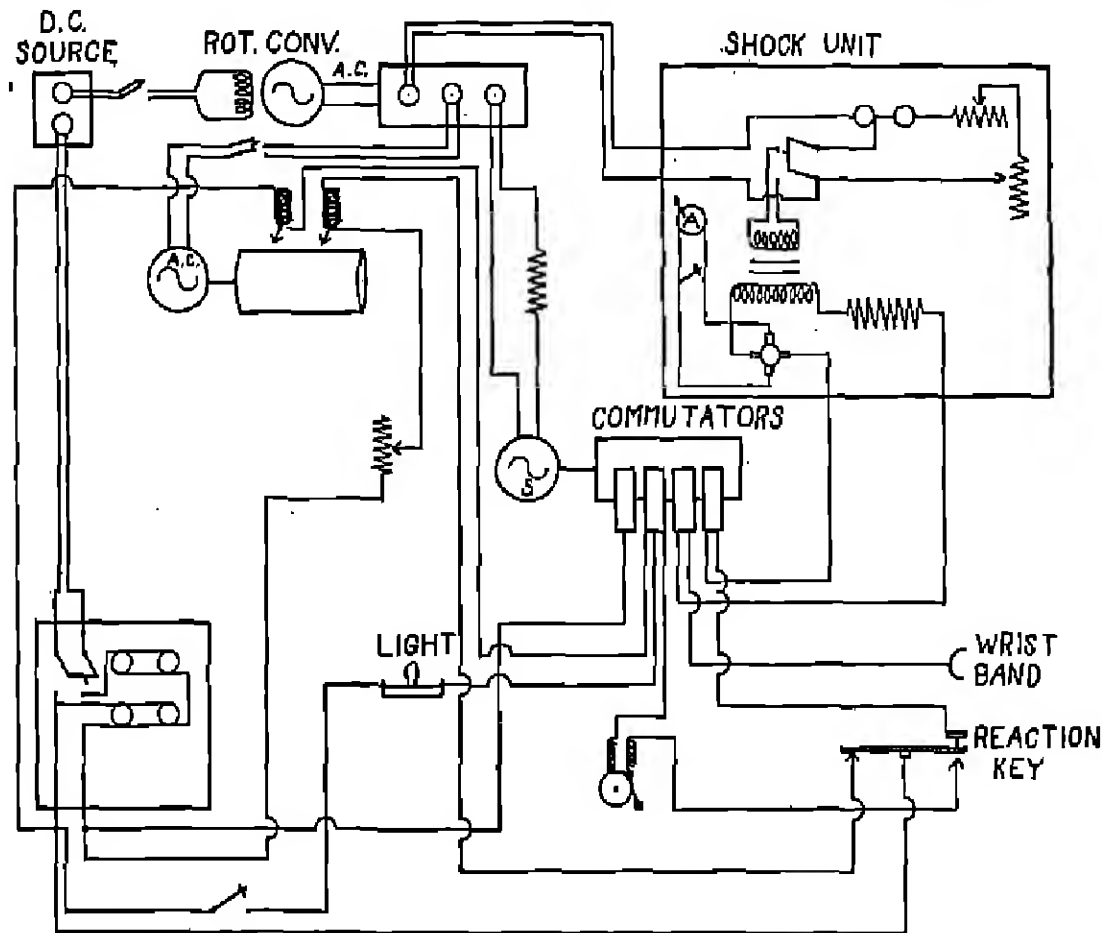 D.C.
SOURCE
ROT. CONV.
A.C.
SHOCK UNIT
A
A.C.
COMMUTATORS
S
LIGHT
WRIST
BAND
REACTION
KEY